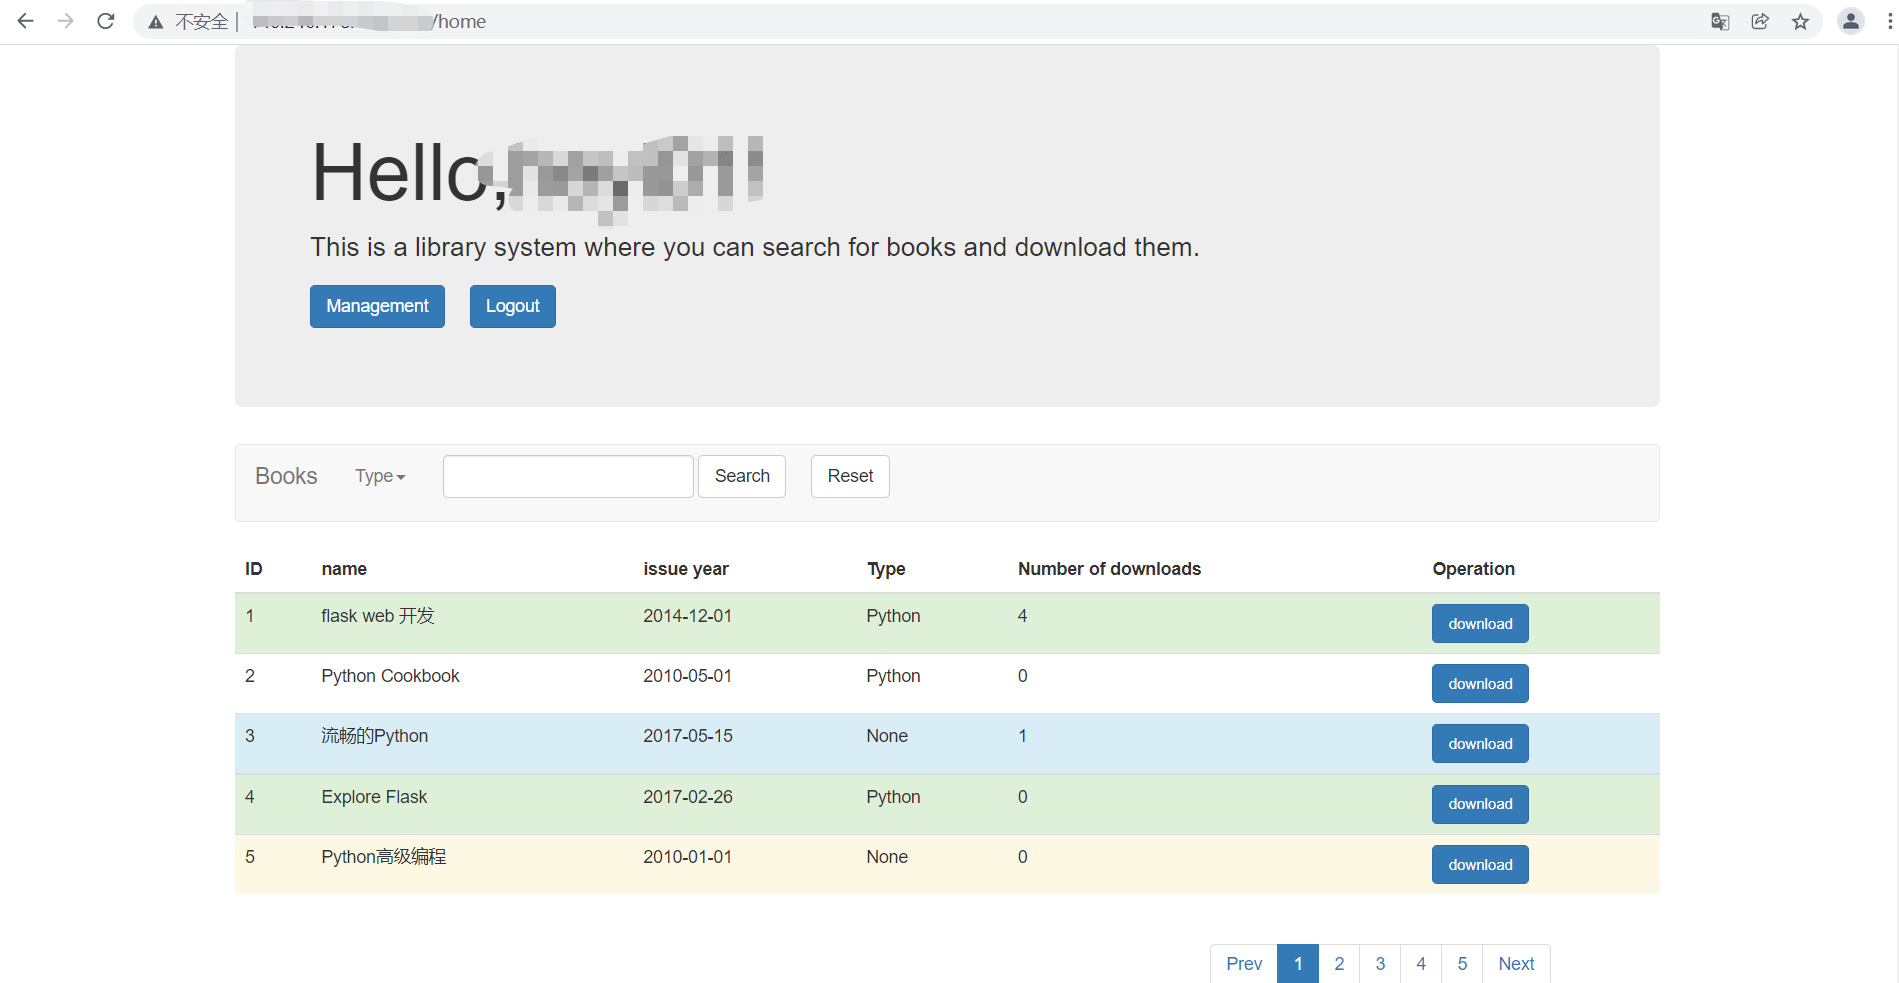 不安全 /home
Hello,
This is a library system where you can search for books and download them.
Management Logout
Books Type Search Reset
ID name issue year Type Number of downloads Operation
1 flask web 开发 2014-12-01 Python 4 download
2 Python Cookbook 2010-05-01 Python 0 download
3 流畅的Python 2017-05-15 None 1 download
4 Explore Flask 2017-02-26 Python 0 download
5 Python高级编程 2010-01-01 None 0 download
Prev 1 2 3 4 5 Next